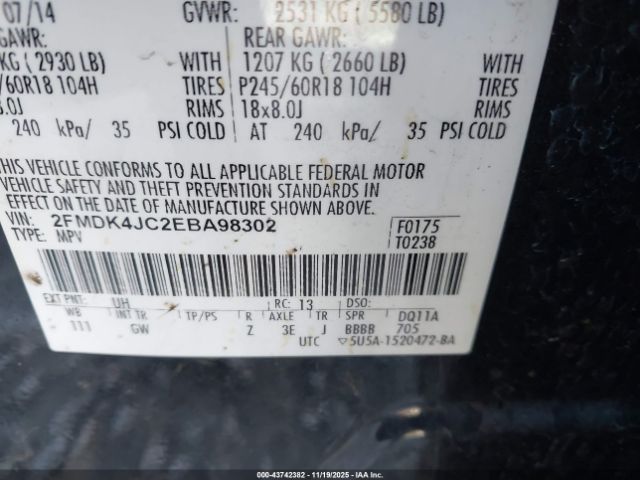 07/14 GVWR: 2531 KG ( 5580 LB)
GAWR: REAR GAWR:
KG ( 2930 LB) WITH 1207 KG ( 2660 LB) WITH
/60R18 104H TIRES P245/60R18 104H TIRES
8.0J RIMS 18x8.0J RIMS
240 kPa/ 35 PSI COLD AT 240 kPa/ 35 PSI COLD
THIS VEHICLE CONFORMS TO ALL APPLICABLE FEDERAL MOTOR
VEHICLE SAFETY AND THEFT PREVENTION STANDARDS IN
EFFECT ON THE DATE OF MANUFACTURE SHOWN ABOVE.
VIN: 2FMDK4JC2EBA98302 F0175
TYPE: MPV T0238
EXT PNT: UH RC: 13 DSO:
WB INT TR TP/PS R AXLE TR SPR DQ11A
111 GW Z 3E J BBBB 705
UTC ▽5U5A-1520472-BA
000-43742382 | 11/19/2025 | IAA, Inc.